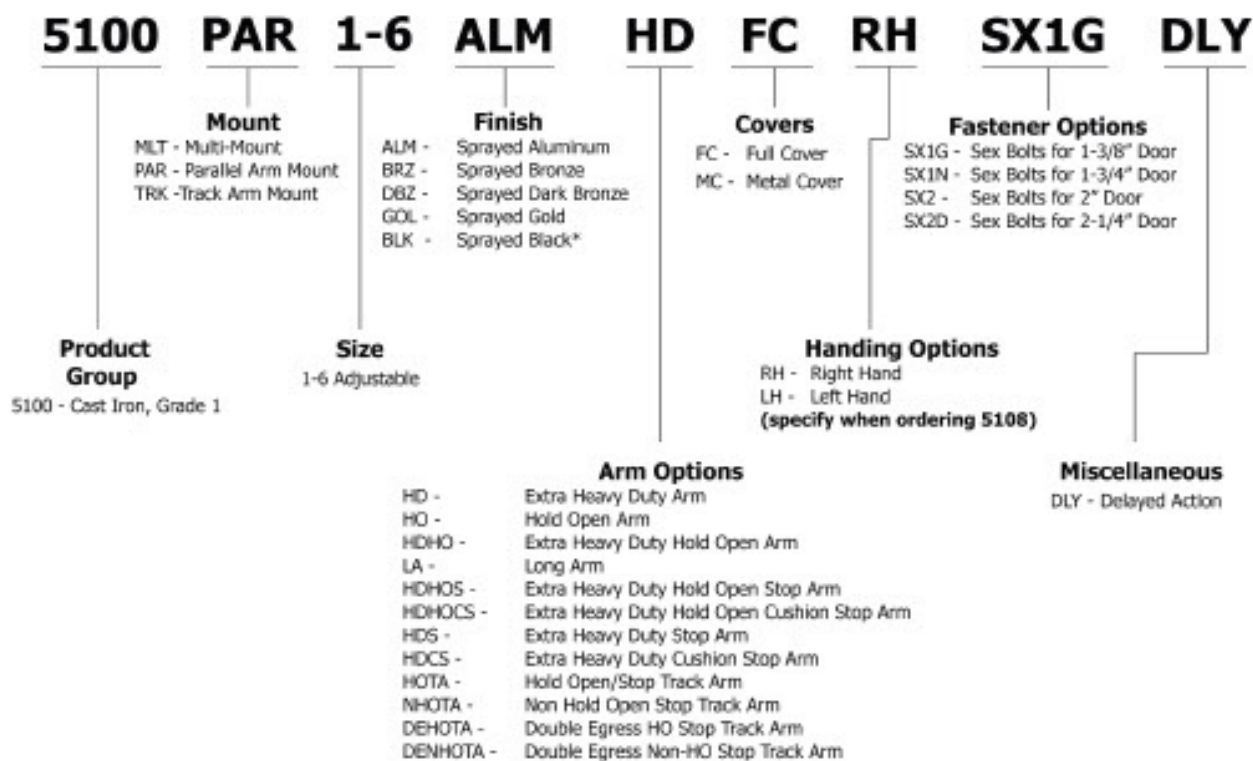 5100 PAR 1-6 ALM HD FC RH SX1G DLY
Mount
MLT - Multi-Mount
PAR - Parallel Arm Mount
TRK -Track Arm Mount
Finish
ALM - Sprayed Aluminum
BRZ - Sprayed Bronze
DBZ - Sprayed Dark Bronze
GOL - Sprayed Gold
BLK - Sprayed Black*
Covers
FC - Full Cover
MC - Metal Cover
Fastener Options
SX1G - Sex Bolts for 1-3/8" Door
SX1N - Sex Bolts for 1-3/4" Door
SX2 - Sex Bolts for 2" Door
SX2D - Sex Bolts for 2-1/4" Door
Product
Group
5100 - Cast Iron, Grade 1
Size
1-6 Adjustable
Handing Options
RH - Right Hand
LH - Left Hand
(specify when ordering 5108)
Arm Options
HD - Extra Heavy Duty Arm
HO - Hold Open Arm
HDHO - Extra Heavy Duty Hold Open Arm
LA - Long Arm
HDHOS - Extra Heavy Duty Hold Open Stop Arm
HDHOCS - Extra Heavy Duty Hold Open Cushion Stop Arm
HDS - Extra Heavy Duty Stop Arm
HDCS - Extra Heavy Duty Cushion Stop Arm
HOTA - Hold Open/Stop Track Arm
NHOTA - Non Hold Open Stop Track Arm
DEHOTA - Double Egress HO Stop Track Arm
DENHOTA - Double Egress Non-HO Stop Track Arm
Miscellaneous
DLY - Delayed Action